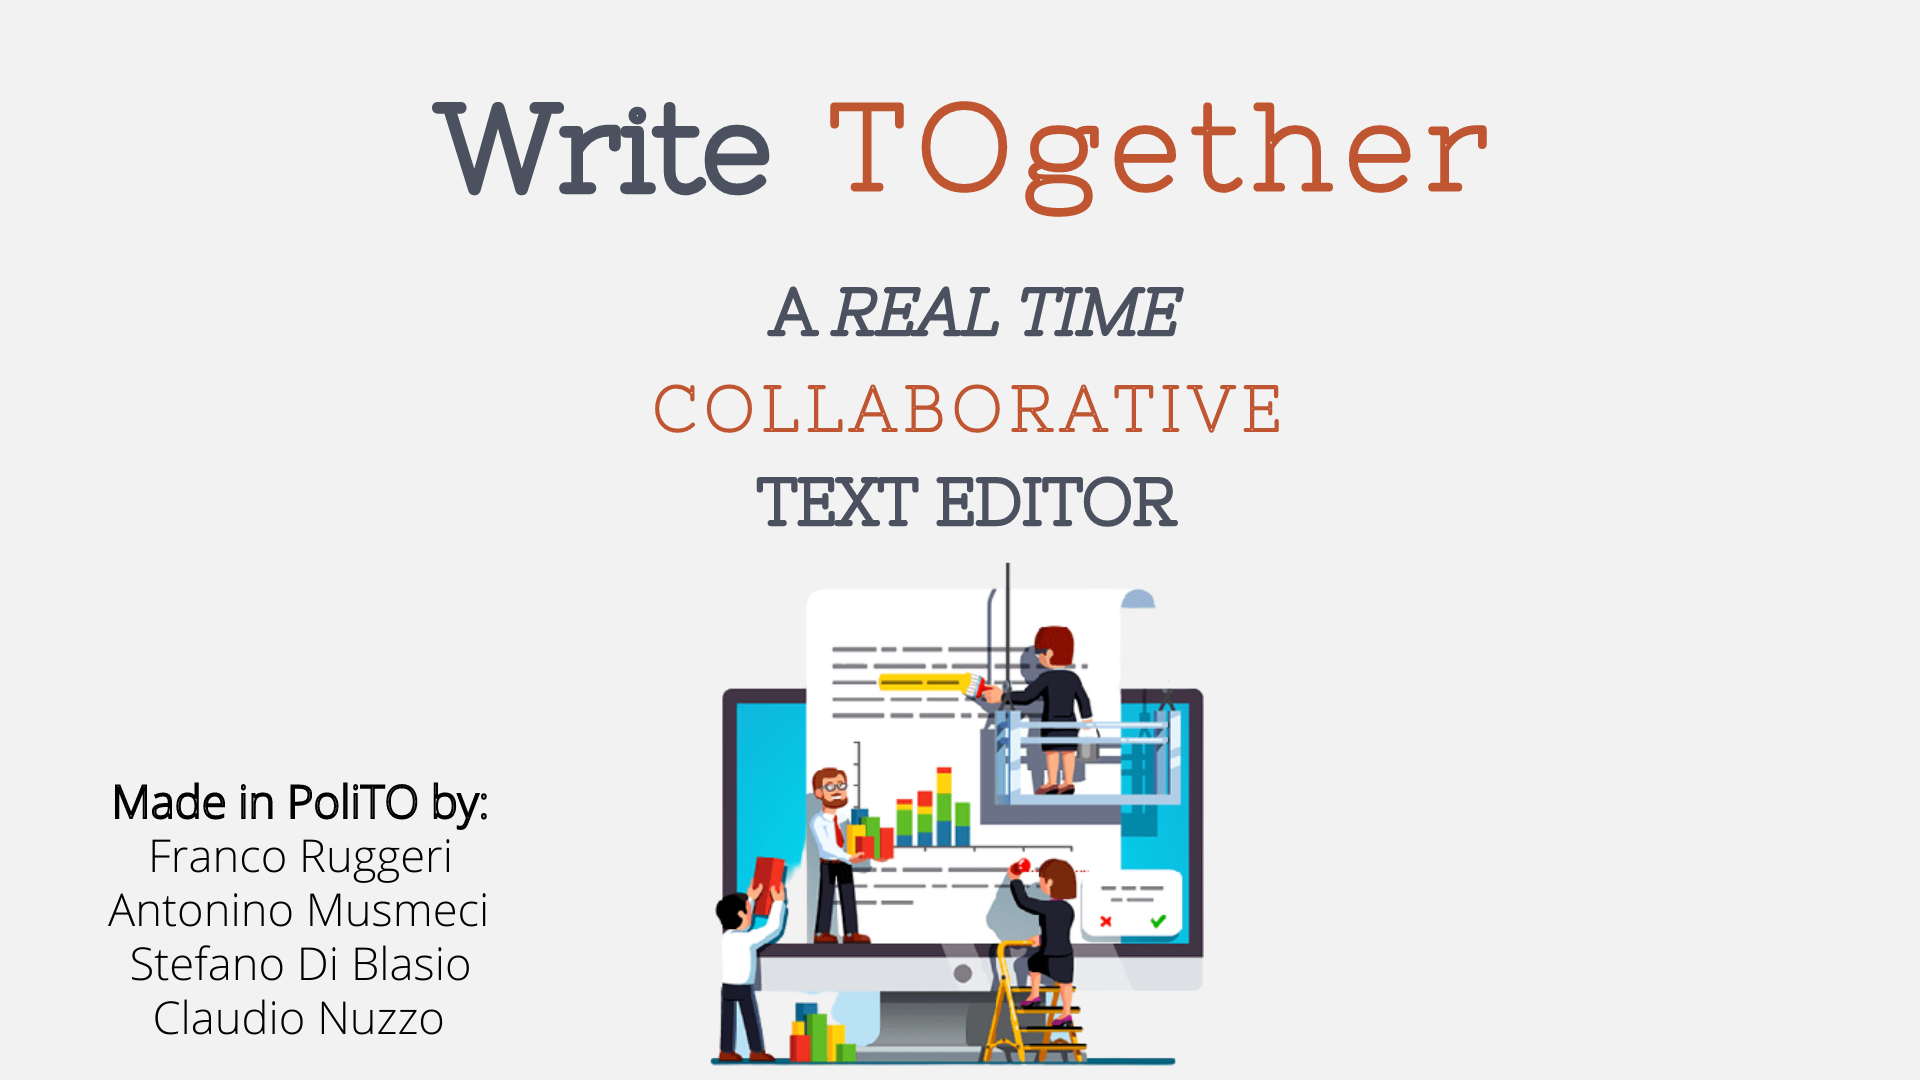 Write TOgether
A REAL TIME
COLLABORATIVE
TEXT EDITOR
Made in PoliTO by:
Franco Ruggeri
Antonino Musmeci
Stefano Di Blasio
Claudio Nuzzo